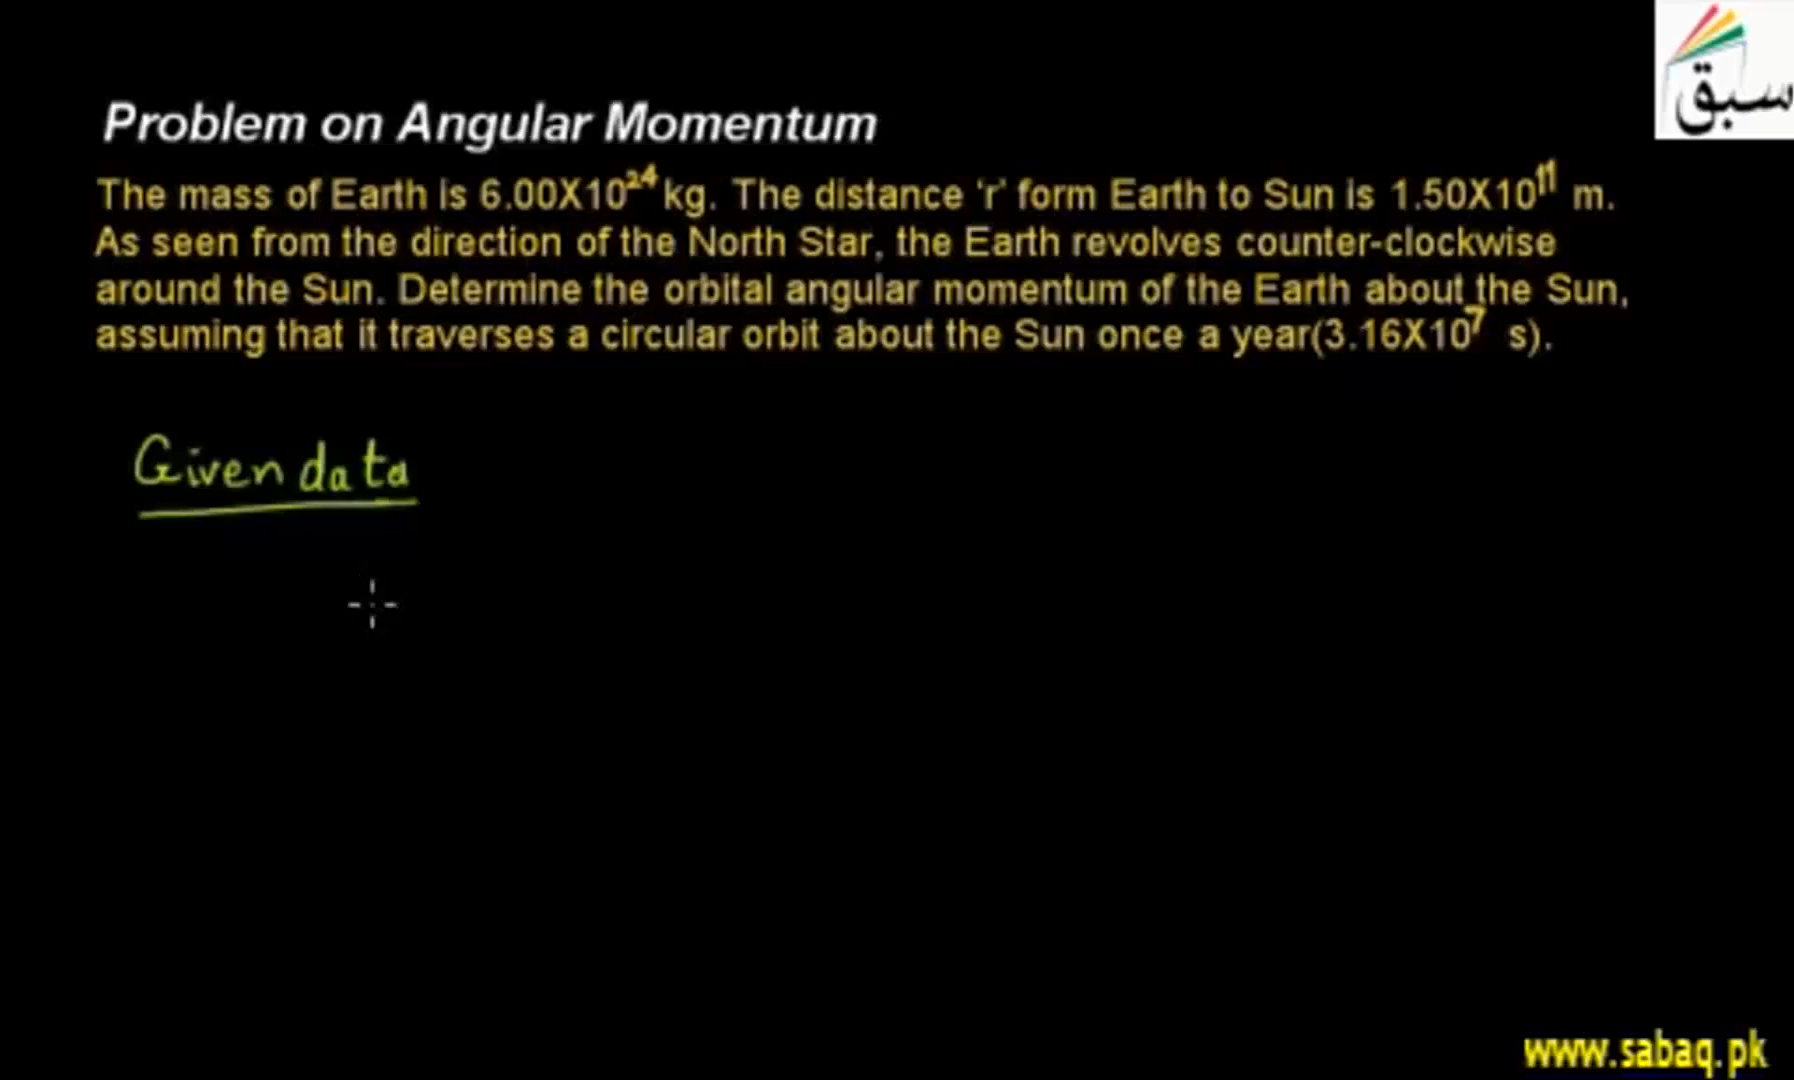 سبق
Problem on Angular Momentum
The mass of Earth is 6.00X10²⁴ kg. The distance 'r' form Earth to Sun is 1.50X10¹¹ m.
As seen from the direction of the North Star, the Earth revolves counter-clockwise
around the Sun. Determine the orbital angular momentum of the Earth about the Sun,
assuming that it traverses a circular orbit about the Sun once a year(3.16X10⁷ s).
Given data
www.sabaq.pk